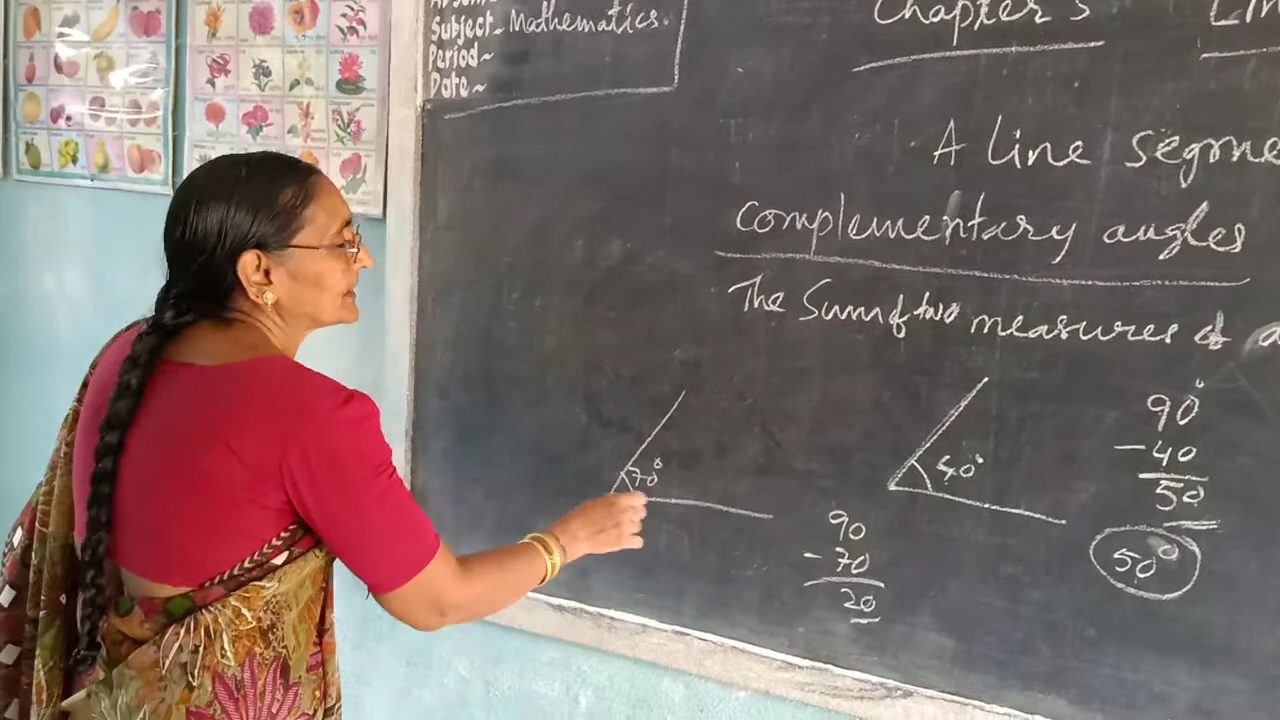 Subject~ Mathematics.
Period~
Date~
Chapter 5
A line
complementary angles
The Sum of two measures of
70°
90
- 70
20
40°
90°
- 40
50
50°